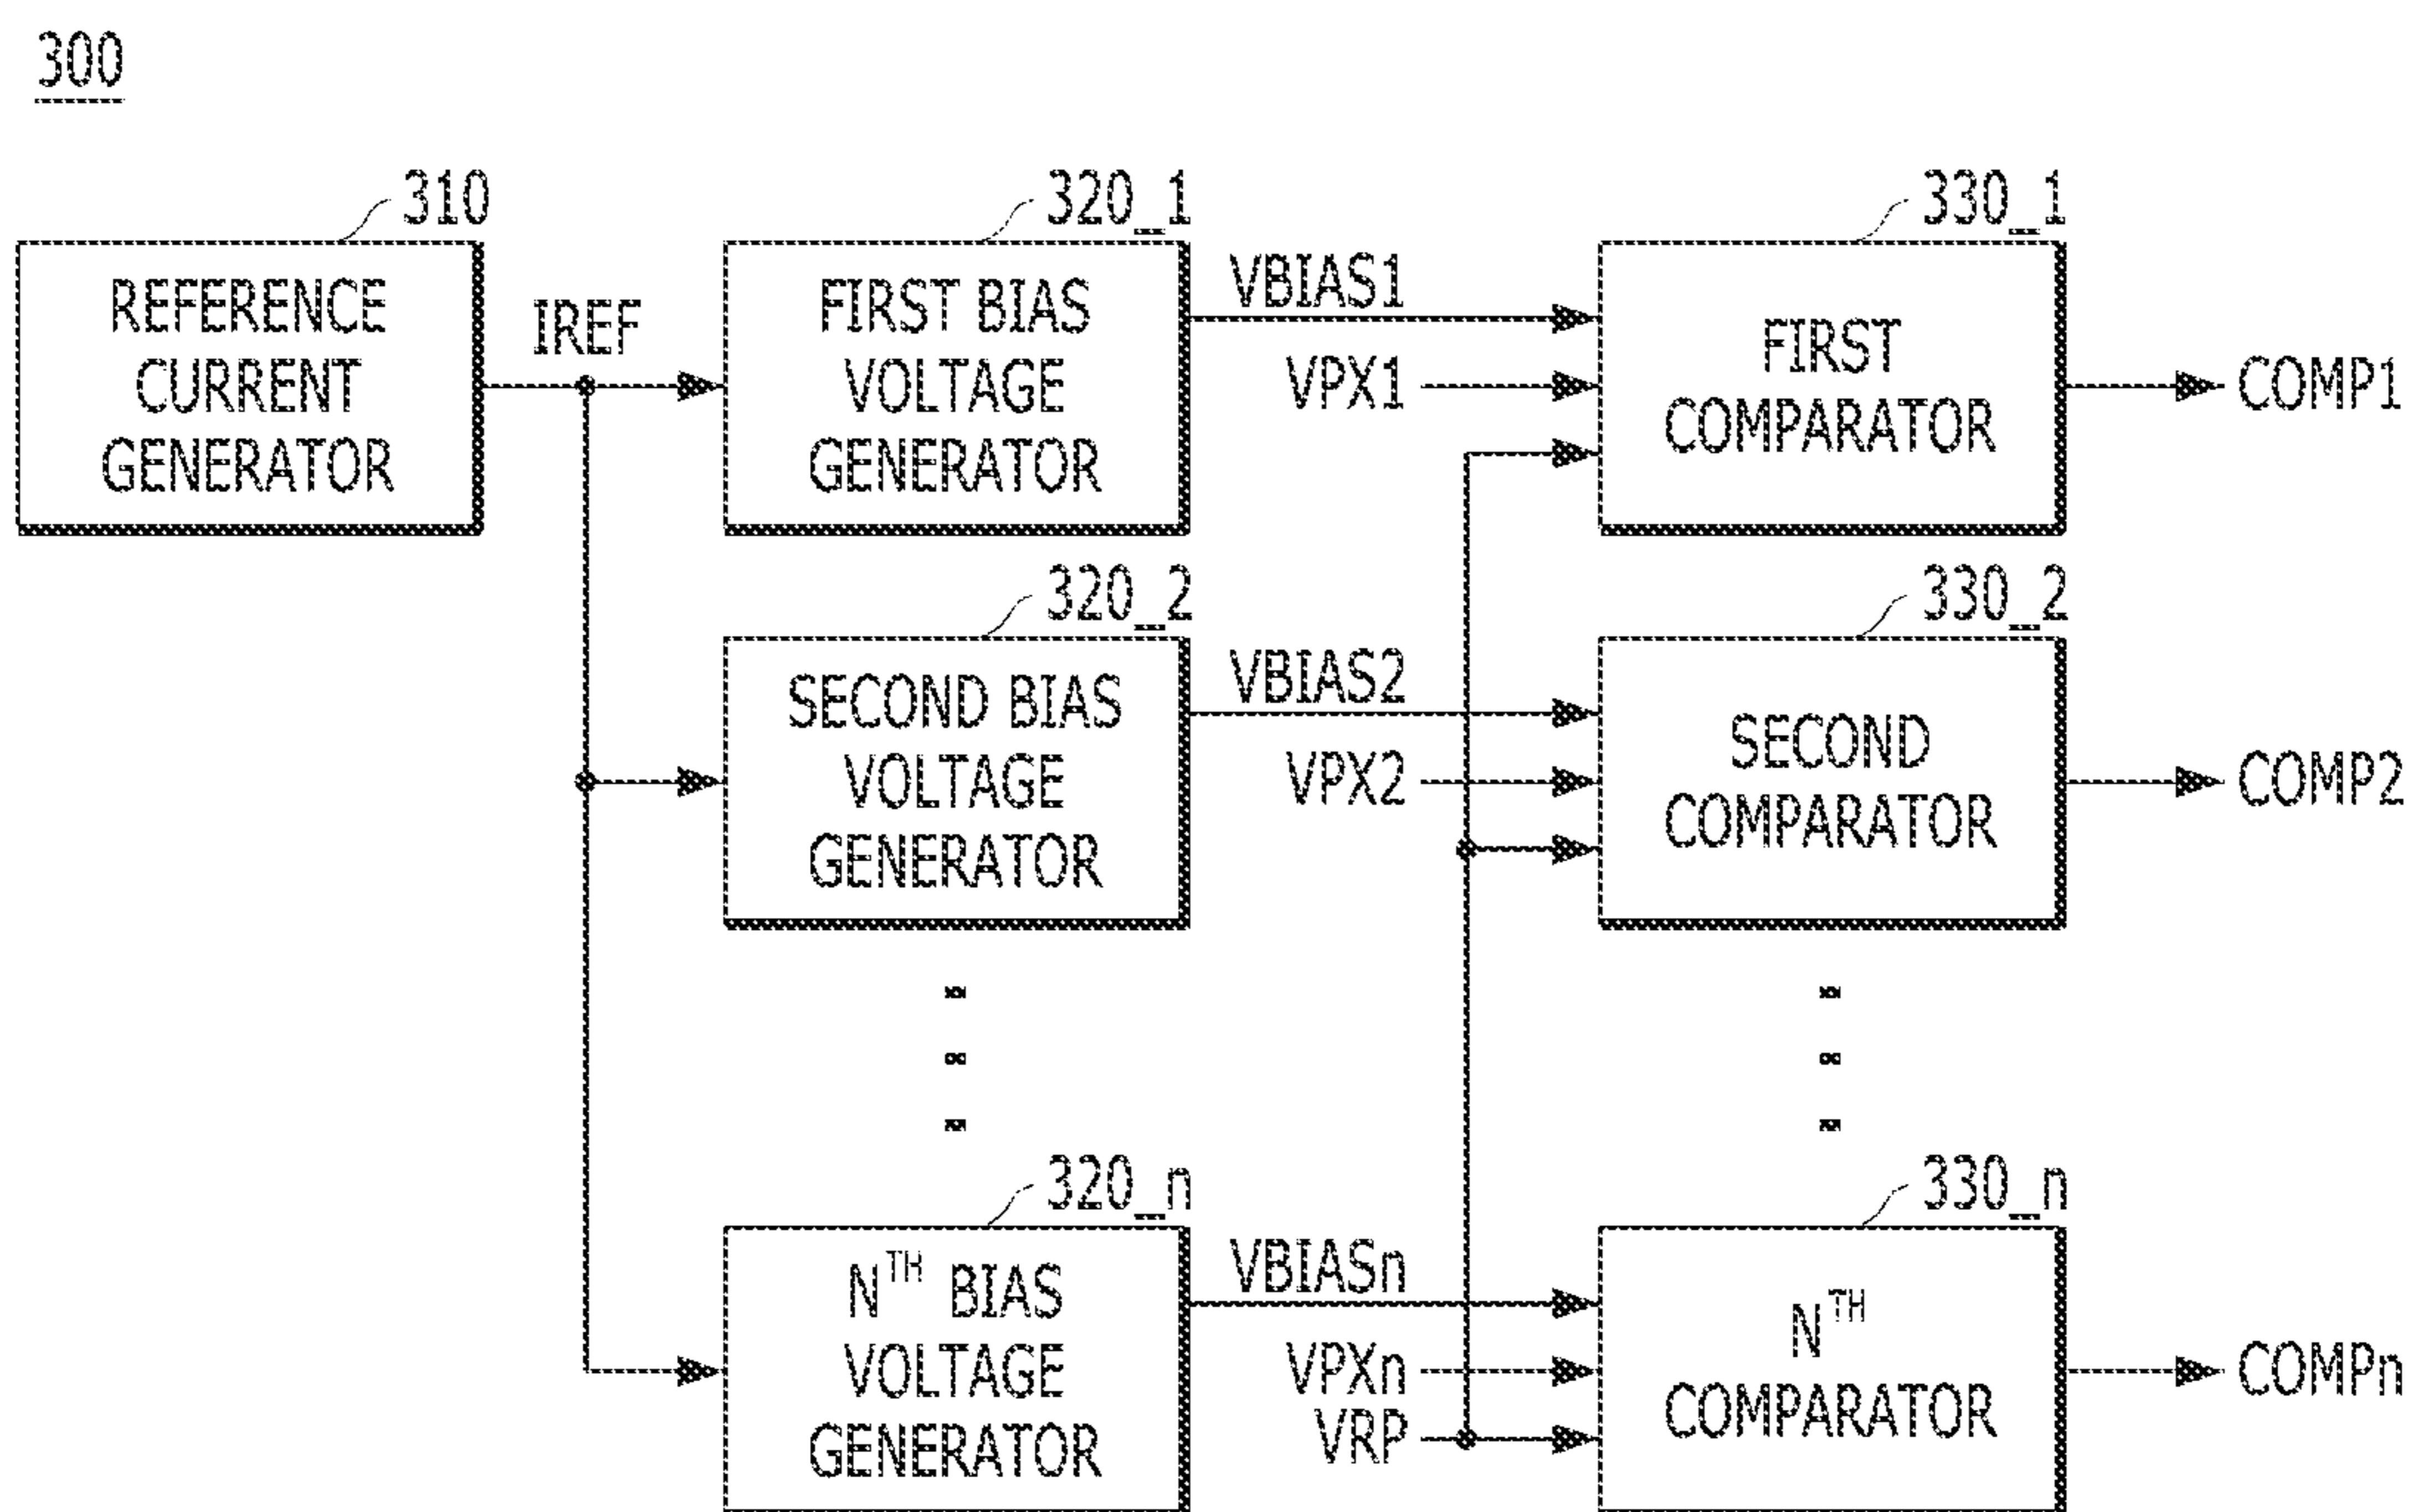 300
310
320_1
330_1
REFERENCE
CURRENT
GENERATOR
IREF
FIRST BIAS
VOLTAGE
GENERATOR
VBIAS1
VPX1
FIRST
COMPARATOR
COMP1
320_2
330_2
SECOND BIAS
VOLTAGE
GENERATOR
VBIAS2
VPX2
SECOND
COMPARATOR
COMP2
320_n
330_n
NTH BIAS
VOLTAGE
GENERATOR
VBIASn
VPXn
VRP
NTH
COMPARATOR
COMPn